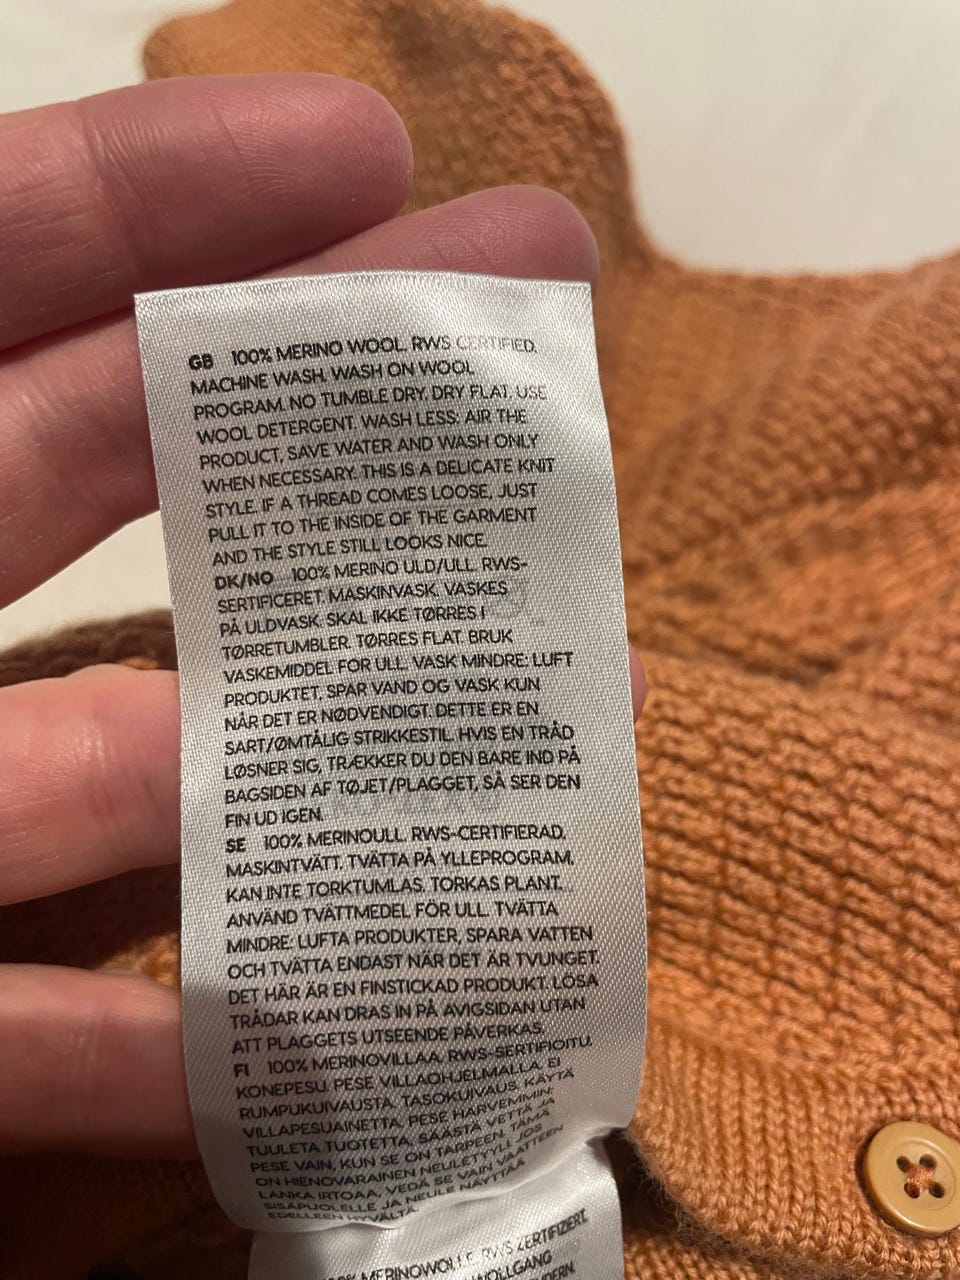 GB 100% MERINO WOOL. RWS CERTIFIED.
MACHINE WASH. WASH ON WOOL
PROGRAM. NO TUMBLE DRY. DRY FLAT. USE
WOOL DETERGENT. WASH LESS: AIR THE
PRODUCT, SAVE WATER AND WASH ONLY
WHEN NECESSARY. THIS IS A DELICATE KNIT
STYLE. IF A THREAD COMES LOOSE, JUST
PULL IT TO THE INSIDE OF THE GARMENT
AND THE STYLE STILL LOOKS NICE.
DK/NO 100% MERINO ULD/ULL. RWS-
SERTIFICERET. MASKINVASK. VASKES
PÅ ULDVASK. SKAL IKKE TØRRES I
TØRRETUMBLER. TØRRES FLAT. BRUK
VASKEMIDDEL FOR ULL. VASK MINDRE: LUFT
PRODUKTET, SPAR VAND OG VASK KUN
NÅR DET ER NØDVENDIGT. DETTE ER EN
SART/ØMTÅLIG STRIKKESTIL. HVIS EN TRÅD
LØSNER SIG, TRÆKKER DU DEN BARE IND PÅ
BAGSIDEN AF TØJET/PLAGGET, SÅ SER DEN
FIN UD IGEN.
SE 100% MERINOULL. RWS-CERTIFIERAD.
MASKINTVÄTT. TVÄTTA PÅ YLLEPROGRAM.
KAN INTE TORKTUMLAS. TORKAS PLANT.
ANVÄND TVÄTTMEDEL FÖR ULL. TVÄTTA
MINDRE: LUFTA PRODUKTER, SPARA VATTEN
OCH TVÄTTA ENDAST NÄR DET ÄR TVUNGET.
DET HÄR ÄR EN FINSTICKAD PRODUKT. LÖSA
TRÅDAR KAN DRAS IN PÅ AVIGSIDAN UTAN
ATT PLAGGETS UTSEENDE PÅVERKAS.
FI 100% MERINOVILLAA. RWS-SERTIFIOITU.
KONEPESU. PESE VILLAOHJELMALLA. EI
RUMPUKUIVAUSTA. TASOKUIVAUS. KÄYTÄ
VILLAPESUAINETTA. PESE HARVEMMIN:
TUULETA TUOTETTA, SÄÄSTÄ VETTÄ JA
PESE VAIN, KUN SE ON TARPEEN. TÄMÄ
ON HIENOVARAINEN NEULETYYLI. JOS
LANKA IRTOAA, VEDÄ SE VAIN VAATTEEN
SISÄPUOLELLE JA NEULE NÄYTTÄÄ
EDELLEEN HYVÄLTÄ.
MERINOWOLLE. RWS ZERTIFIZIERT.
WOLLGANG